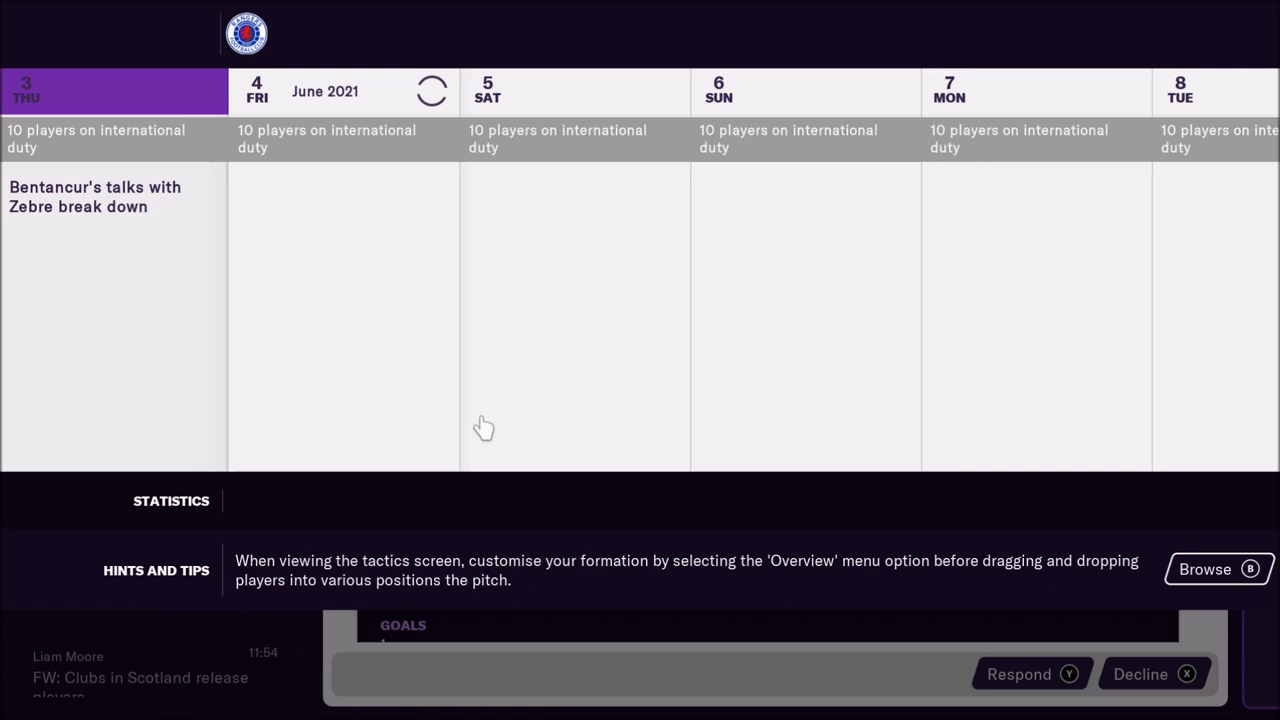 RANGERS
FOOTBALL CLUB
3
THU
4
FRI
June 2021
5
SAT
6
SUN
7
MON
8
TUE
10 players on international
duty
10 players on international
duty
10 players on international
duty
10 players on international
duty
10 players on international
duty
10 players on inte
duty
Bentancur's talks with
Zebre break down
STATISTICS
HINTS AND TIPS
When viewing the tactics screen, customise your formation by selecting the 'Overview' menu option before dragging and dropping
players into various positions the pitch.
Browse B
GOALS
Liam Moore
11:54
FW: Clubs in Scotland release
players
Respond Y
Decline X